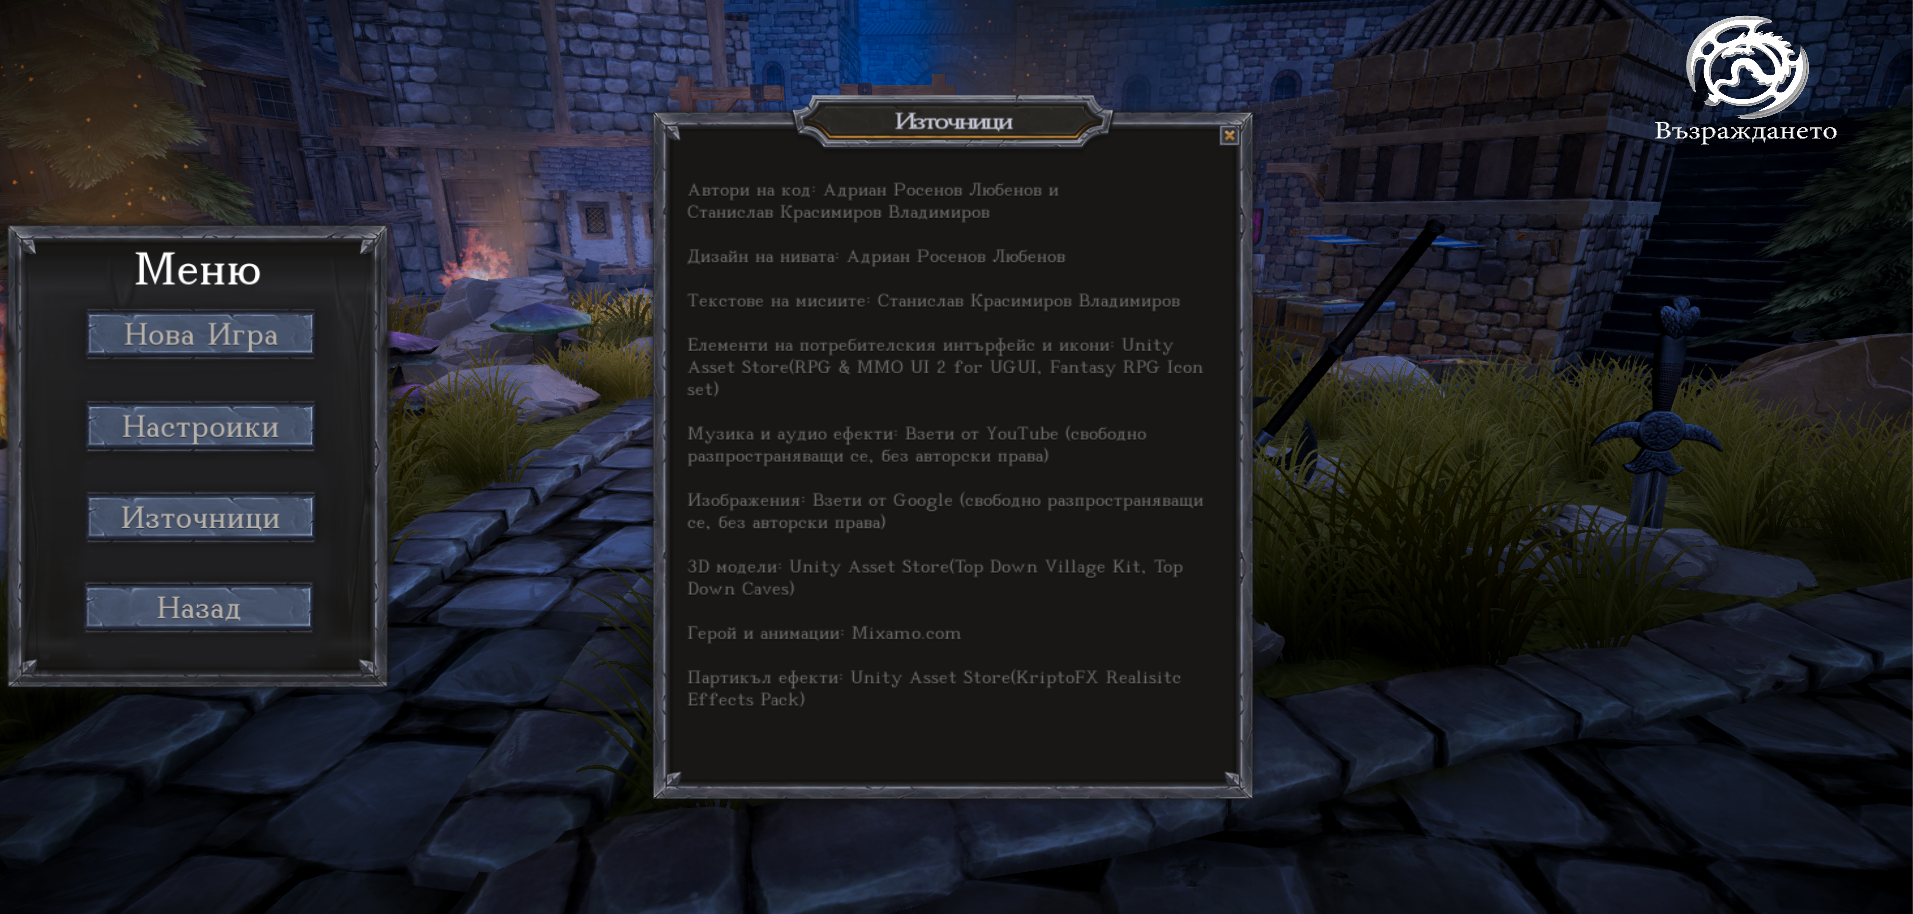 Възраждането
Меню
Нова Игра
Настроики
Източници
Назад
Източници
Автори на код: Адриан Росенов Любенов и
Станислав Красимиров Владимиров
Дизайн на нивата: Адриан Росенов Любенов
Текстове на мисиите: Станислав Красимиров Владимиров
Елементи на потребителския интърфейс и икони: Unity
Asset Store(RPG & MMO UI 2 for UGUI, Fantasy RPG Icon
set)
Музика и аудио ефекти: Взети от YouTube (свободно
разпространяващи се, без авторски права)
Изображения: Взети от Google (свободно разпространяващи
се, без авторски права)
3D модели: Unity Asset Store(Top Down Village Kit, Top
Down Caves)
Герой и анимации: Mixamo.com
Партикъл ефекти: Unity Asset Store(KriptoFX Realisitc
Effects Pack)